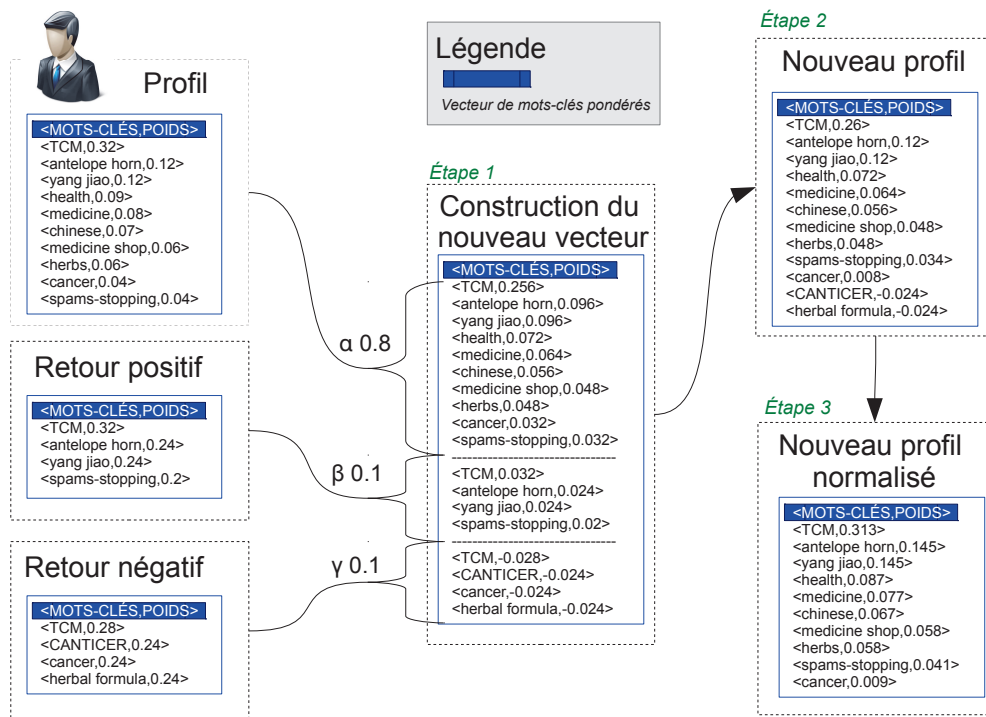 Profil
<MOTS-CLÉS,POIDS>
<TCM,0.32>
<antelope horn,0.12>
<yang jiao,0.12>
<health,0.09>
<medicine,0.08>
<chinese,0.07>
<medicine shop,0.06>
<herbs,0.06>
<cancer,0.04>
<spams-stopping,0.04>
Retour positif
<MOTS-CLÉS,POIDS>
<TCM,0.32>
<antelope horn,0.24>
<yang jiao,0.24>
<spams-stopping,0.2>
Retour négatif
<MOTS-CLÉS,POIDS>
<TCM,0.28>
<CANTICER,0.24>
<cancer,0.24>
<herbal formula,0.24>
α 0.8
β 0.1
γ 0.1
Légende
Vecteur de mots-clés pondérés
Étape 1
Construction du
nouveau vecteur
<MOTS-CLÉS,POIDS>
<TCM,0.256>
<antelope horn,0.096>
<yang jiao,0.096>
<health,0.072>
<medicine,0.064>
<chinese,0.056>
<medicine shop,0.048>
<herbs,0.048>
<cancer,0.032>
<spams-stopping,0.032>
<TCM,0.032>
<antelope horn,0.024>
<yang jiao,0.024>
<spams-stopping,0.02>
<TCM,-0.028>
<CANTICER,-0.024>
<cancer,-0.024>
<herbal formula,-0.024>
Étape 2
Nouveau profil
<MOTS-CLÉS,POIDS>
<TCM,0.26>
<antelope horn,0.12>
<yang jiao,0.12>
<health,0.072>
<medicine,0.064>
<chinese,0.056>
<medicine shop,0.048>
<herbs,0.048>
<spams-stopping,0.034>
<cancer,0.008>
<CANTICER,-0.024>
<herbal formula,-0.024>
Étape 3
Nouveau profil
normalisé
<MOTS-CLÉS,POIDS>
<TCM,0.313>
<antelope horn,0.145>
<yang jiao,0.145>
<health,0.087>
<medicine,0.077>
<chinese,0.067>
<medicine shop,0.058>
<herbs,0.058>
<spams-stopping,0.041>
<cancer,0.009>